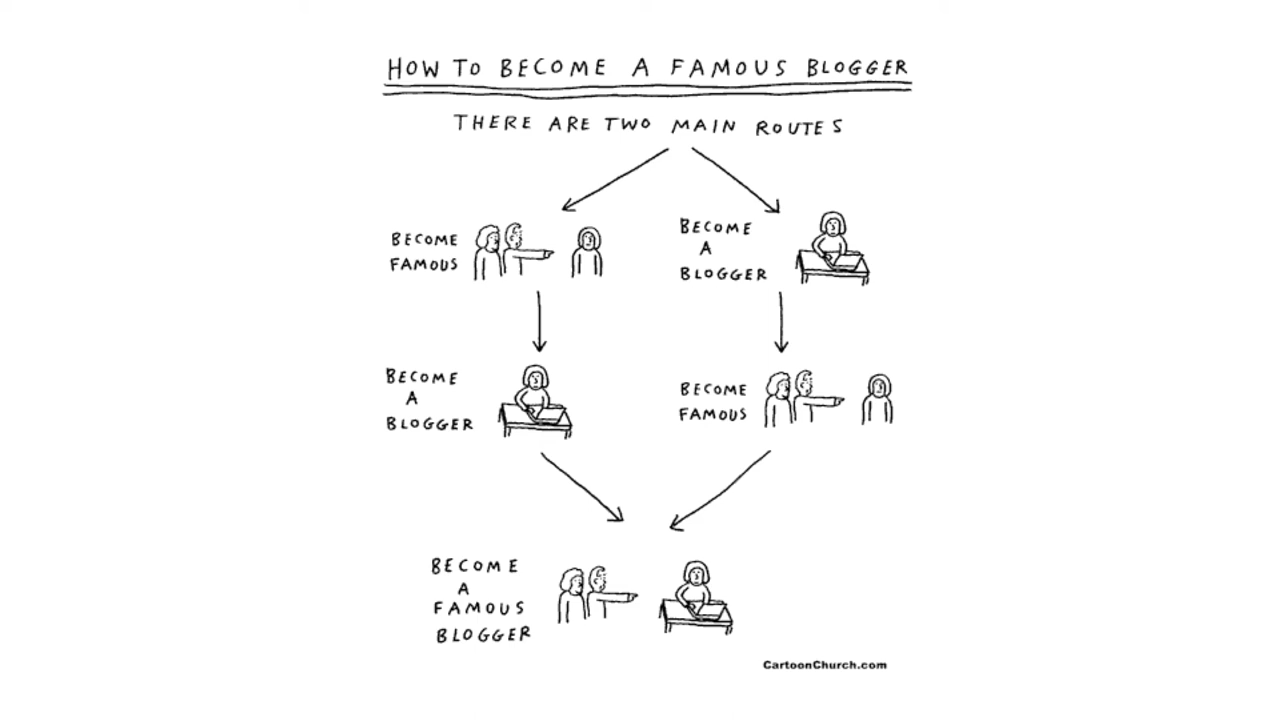 HOW TO BECOME A FAMOUS BLOGGER
THERE ARE TWO MAIN ROUTES
BECOME
FAMOUS
BECOME
A
BLOGGER
BECOME
A
BLOGGER
BECOME
FAMOUS
BECOME
A
FAMOUS
BLOGGER
CartoonChurch.com